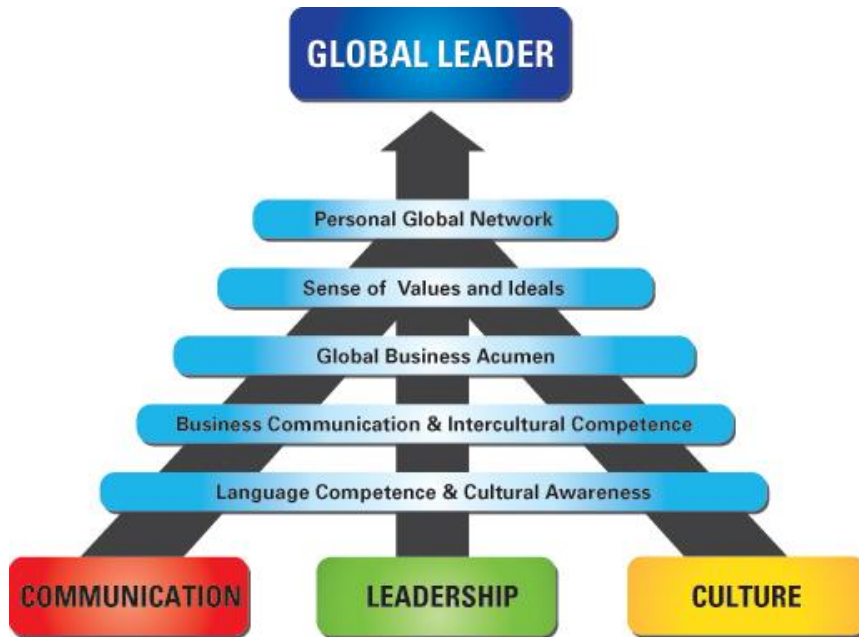 GLOBAL LEADER
Personal Global Network
Sense of Values and Ideals
Global Business Acumen
Business Communication & Intercultural Competence
Language Competence & Cultural Awareness
COMMUNICATION
LEADERSHIP
CULTURE